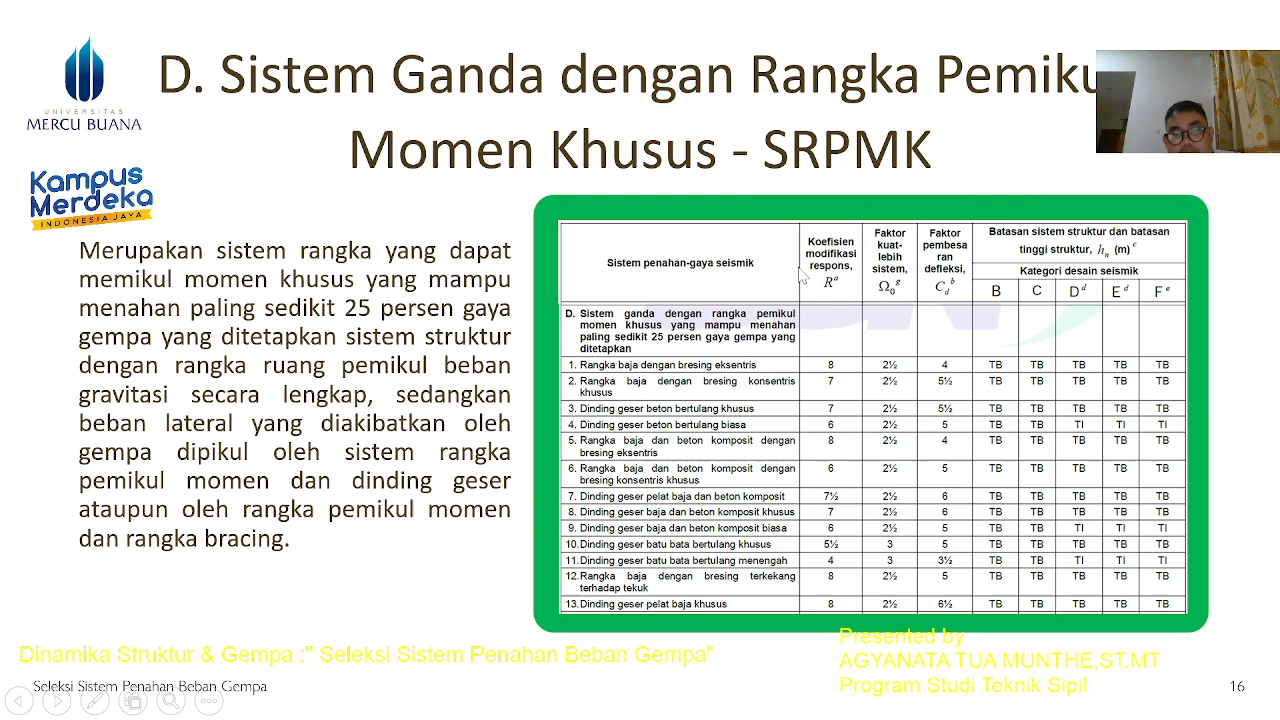 D. Sistem Ganda dengan Rangka Pemiku
Momen Khusus - SRPMK
UNIVERSITAS
MERCU BUANA
Kampus
Merdeka
INDONESIA JAYA
Merupakan sistem rangka yang dapat
memikul momen khusus yang mampu
menahan paling sedikit 25 persen gaya
gempa yang ditetapkan sistem struktur
dengan rangka ruang pemikul beban
gravitasi secara lengkap, sedangkan
beban lateral yang diakibatkan oleh
gempa dipikul oleh sistem rangka
pemikul momen dan dinding geser
ataupun oleh rangka pemikul momen
dan rangka bracing.
Sistem penahan-gaya seismik
Koefisien
modifikasi
respons,
Rᵃ
Faktor
kuat-
lebih
sistem,
Ω₀ᵍ
Faktor
pembesa
ran
defleksi,
C_dᵇ
Batasan sistem struktur dan batasan
tinggi struktur, hₙ (m)ᶜ
Kategori desain seismik
B C Dᵈ Eᵈ Fᵉ
D. Sistem ganda dengan rangka pemikul
momen khusus yang mampu menahan
paling sedikit 25 persen gaya gempa yang
ditetapkan
1. Rangka baja dengan bresing eksentris 8 2½ 4 TB TB TB TB TB
2. Rangka baja dengan bresing konsentris 7 2½ 5½ TB TB TB TB TB
khusus
3. Dinding geser beton bertulang khusus 7 2½ 5½ TB TB TB TB TB
4. Dinding geser beton bertulang biasa 6 2½ 5 TB TB TI TI TI
5. Rangka baja dan beton komposit dengan 8 2½ 4 TB TB TB TB TB
bresing eksentris
6. Rangka baja dan beton komposit dengan 6 2½ 5 TB TB TB TB TB
bresing konsentris khusus
7. Dinding geser pelat baja dan beton komposit 7½ 2½ 6 TB TB TB TB TB
8. Dinding geser baja dan beton komposit khusus 7 2½ 6 TB TB TB TB TB
9. Dinding geser baja dan beton komposit biasa 6 2½ 5 TB TB TI TI TI
10. Dinding geser batu bata bertulang khusus 5½ 3 5 TB TB TB TB TB
11. Dinding geser batu bata bertulang menengah 4 3 3½ TB TB TI TI TI
12. Rangka baja dengan bresing terkekang 8 2½ 5 TB TB TB TB TB
terhadap tekuk
13. Dinding geser pelat baja khusus 8 2½ 6½ TB TB TB TB TB
Dinamika Struktur & Gempa :" Seleksi Sistem Penahan Beban Gempa"
Presented by
AGYANATA TUA MUNTHE,ST.MT
Program Studi Teknik Sipil
Seleksi Sistem Penahan Beban Gempa
16